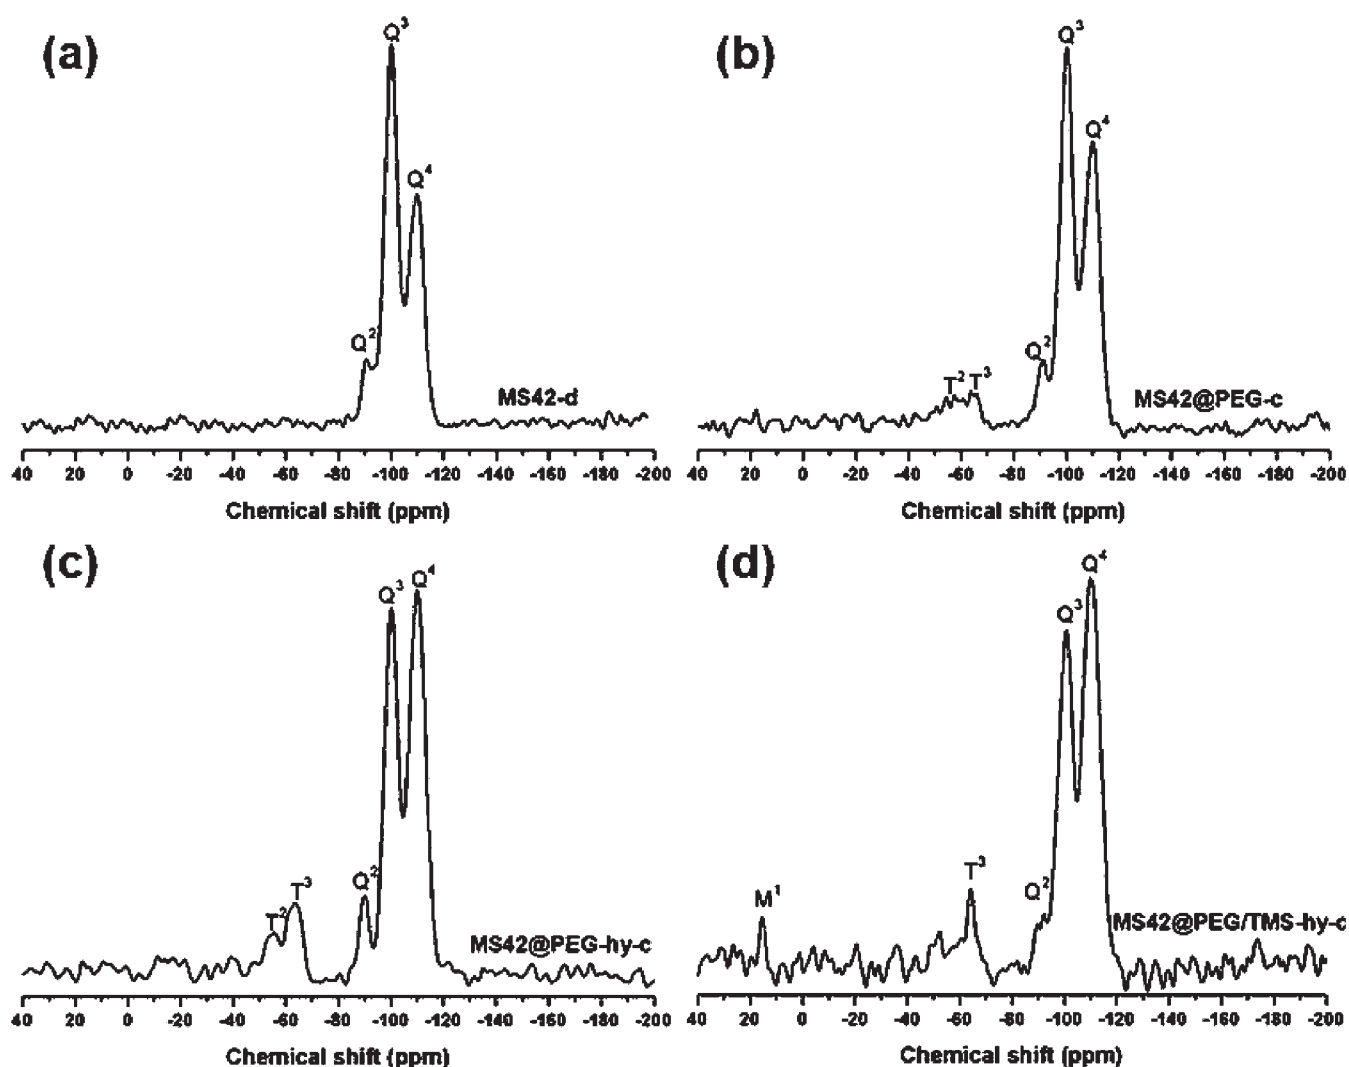 (a)
Q³
Q⁴
Q²
MS42-d
40 20 0 -20 -40 -60 -80 -100 -120 -140 -160 -180 -200
Chemical shift (ppm)
(b)
Q³
Q⁴
Q²
T² T³
MS42@PEG-c
40 20 0 -20 -40 -60 -80 -100 -120 -140 -160 -180 -200
Chemical shift (ppm)
(c)
Q³ Q⁴
T² T³ Q²
MS42@PEG-hy-c
40 20 0 -20 -40 -60 -80 -100 -120 -140 -160 -180 -200
Chemical shift (ppm)
(d)
Q⁴
Q³
T³
M¹
Q²
MS42@PEG/TMS-hy-c
40 20 0 -20 -40 -60 -80 -100 -120 -140 -160 -180 -200
Chemical shift (ppm)